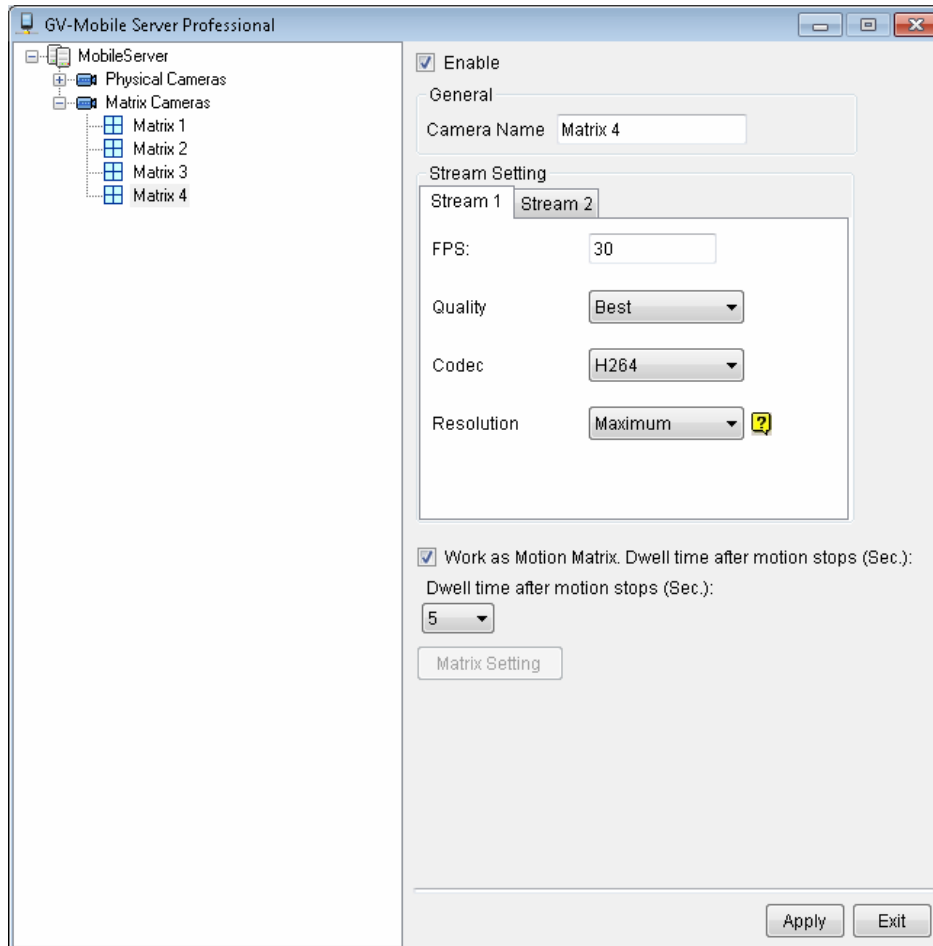 GV-Mobile Server Professional
MobileServer
Physical Cameras
Matrix Cameras
Matrix 1
Matrix 2
Matrix 3
Matrix 4
Enable
General
Camera Name Matrix 4
Stream Setting
Stream 1 Stream 2
FPS: 30
Quality Best
Codec H264
Resolution Maximum ?
Work as Motion Matrix. Dwell time after motion stops (Sec.):
Dwell time after motion stops (Sec.):
5
Matrix Setting
Apply Exit